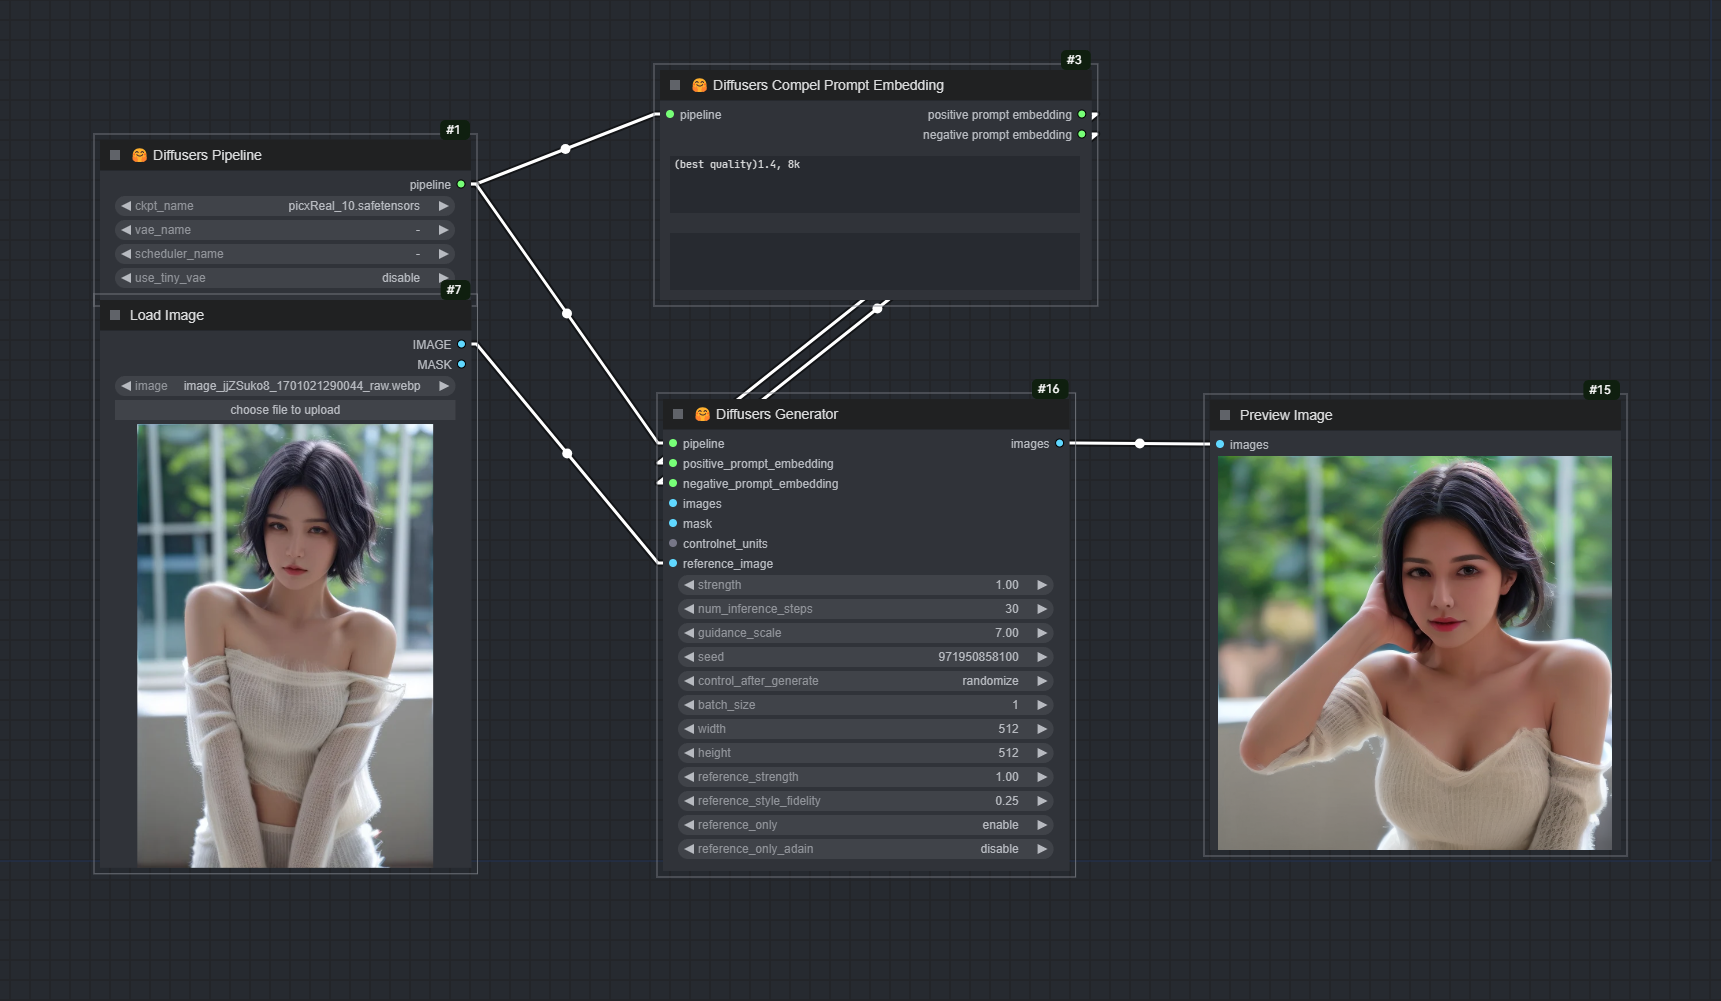 #1
🤗 Diffusers Pipeline
pipeline
ckpt_name picxReal_10.safetensors
vae_name -
scheduler_name -
use_tiny_vae disable
#7
Load Image
IMAGE
MASK
image image_jjZSuko8_1701021290044_raw.webp
choose file to upload
#3
🤗 Diffusers Compel Prompt Embedding
pipeline positive prompt embedding
negative prompt embedding
(best quality)1.4, 8k
#16
🤗 Diffusers Generator
pipeline images
positive_prompt_embedding
negative_prompt_embedding
images
mask
controlnet_units
reference_image
strength 1.00
num_inference_steps 30
guidance_scale 7.00
seed 971950858100
control_after_generate randomize
batch_size 1
width 512
height 512
reference_strength 1.00
reference_style_fidelity 0.25
reference_only enable
reference_only_adain disable
#15
Preview Image
images